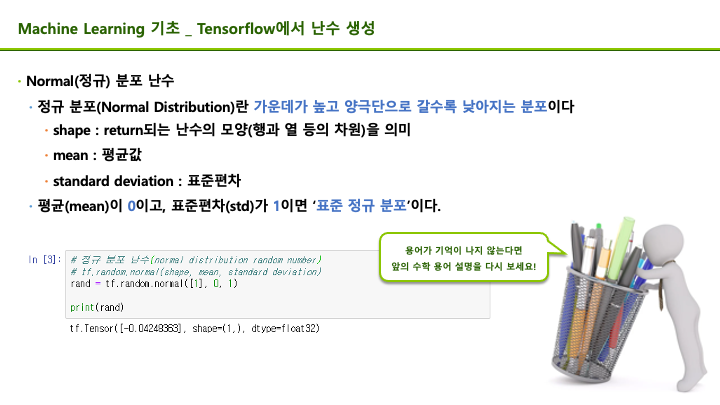 Machine Learning 기초 _ Tensorflow에서 난수 생성
· Normal(정규) 분포 난수
· 정규 분포(Normal Distribution)란 가운데가 높고 양극단으로 갈수록 낮아지는 분포이다
· shape : return되는 난수의 모양(행과 열 등의 차원)을 의미
· mean : 평균값
· standard deviation : 표준편차
· 평균(mean)이 0이고, 표준편차(std)가 1이면 ‘표준 정규 분포’이다.
용어가 기억이 나지 않는다면
앞의 수학 용어 설명을 다시 보세요!
In [3]: # 정규 분포 난수(normal distribution random number)
# tf.random.normal(shape, mean, standard deviation)
rand = tf.random.normal([1], 0, 1)
print(rand)
tf.Tensor([-0.04248363], shape=(1,), dtype=float32)